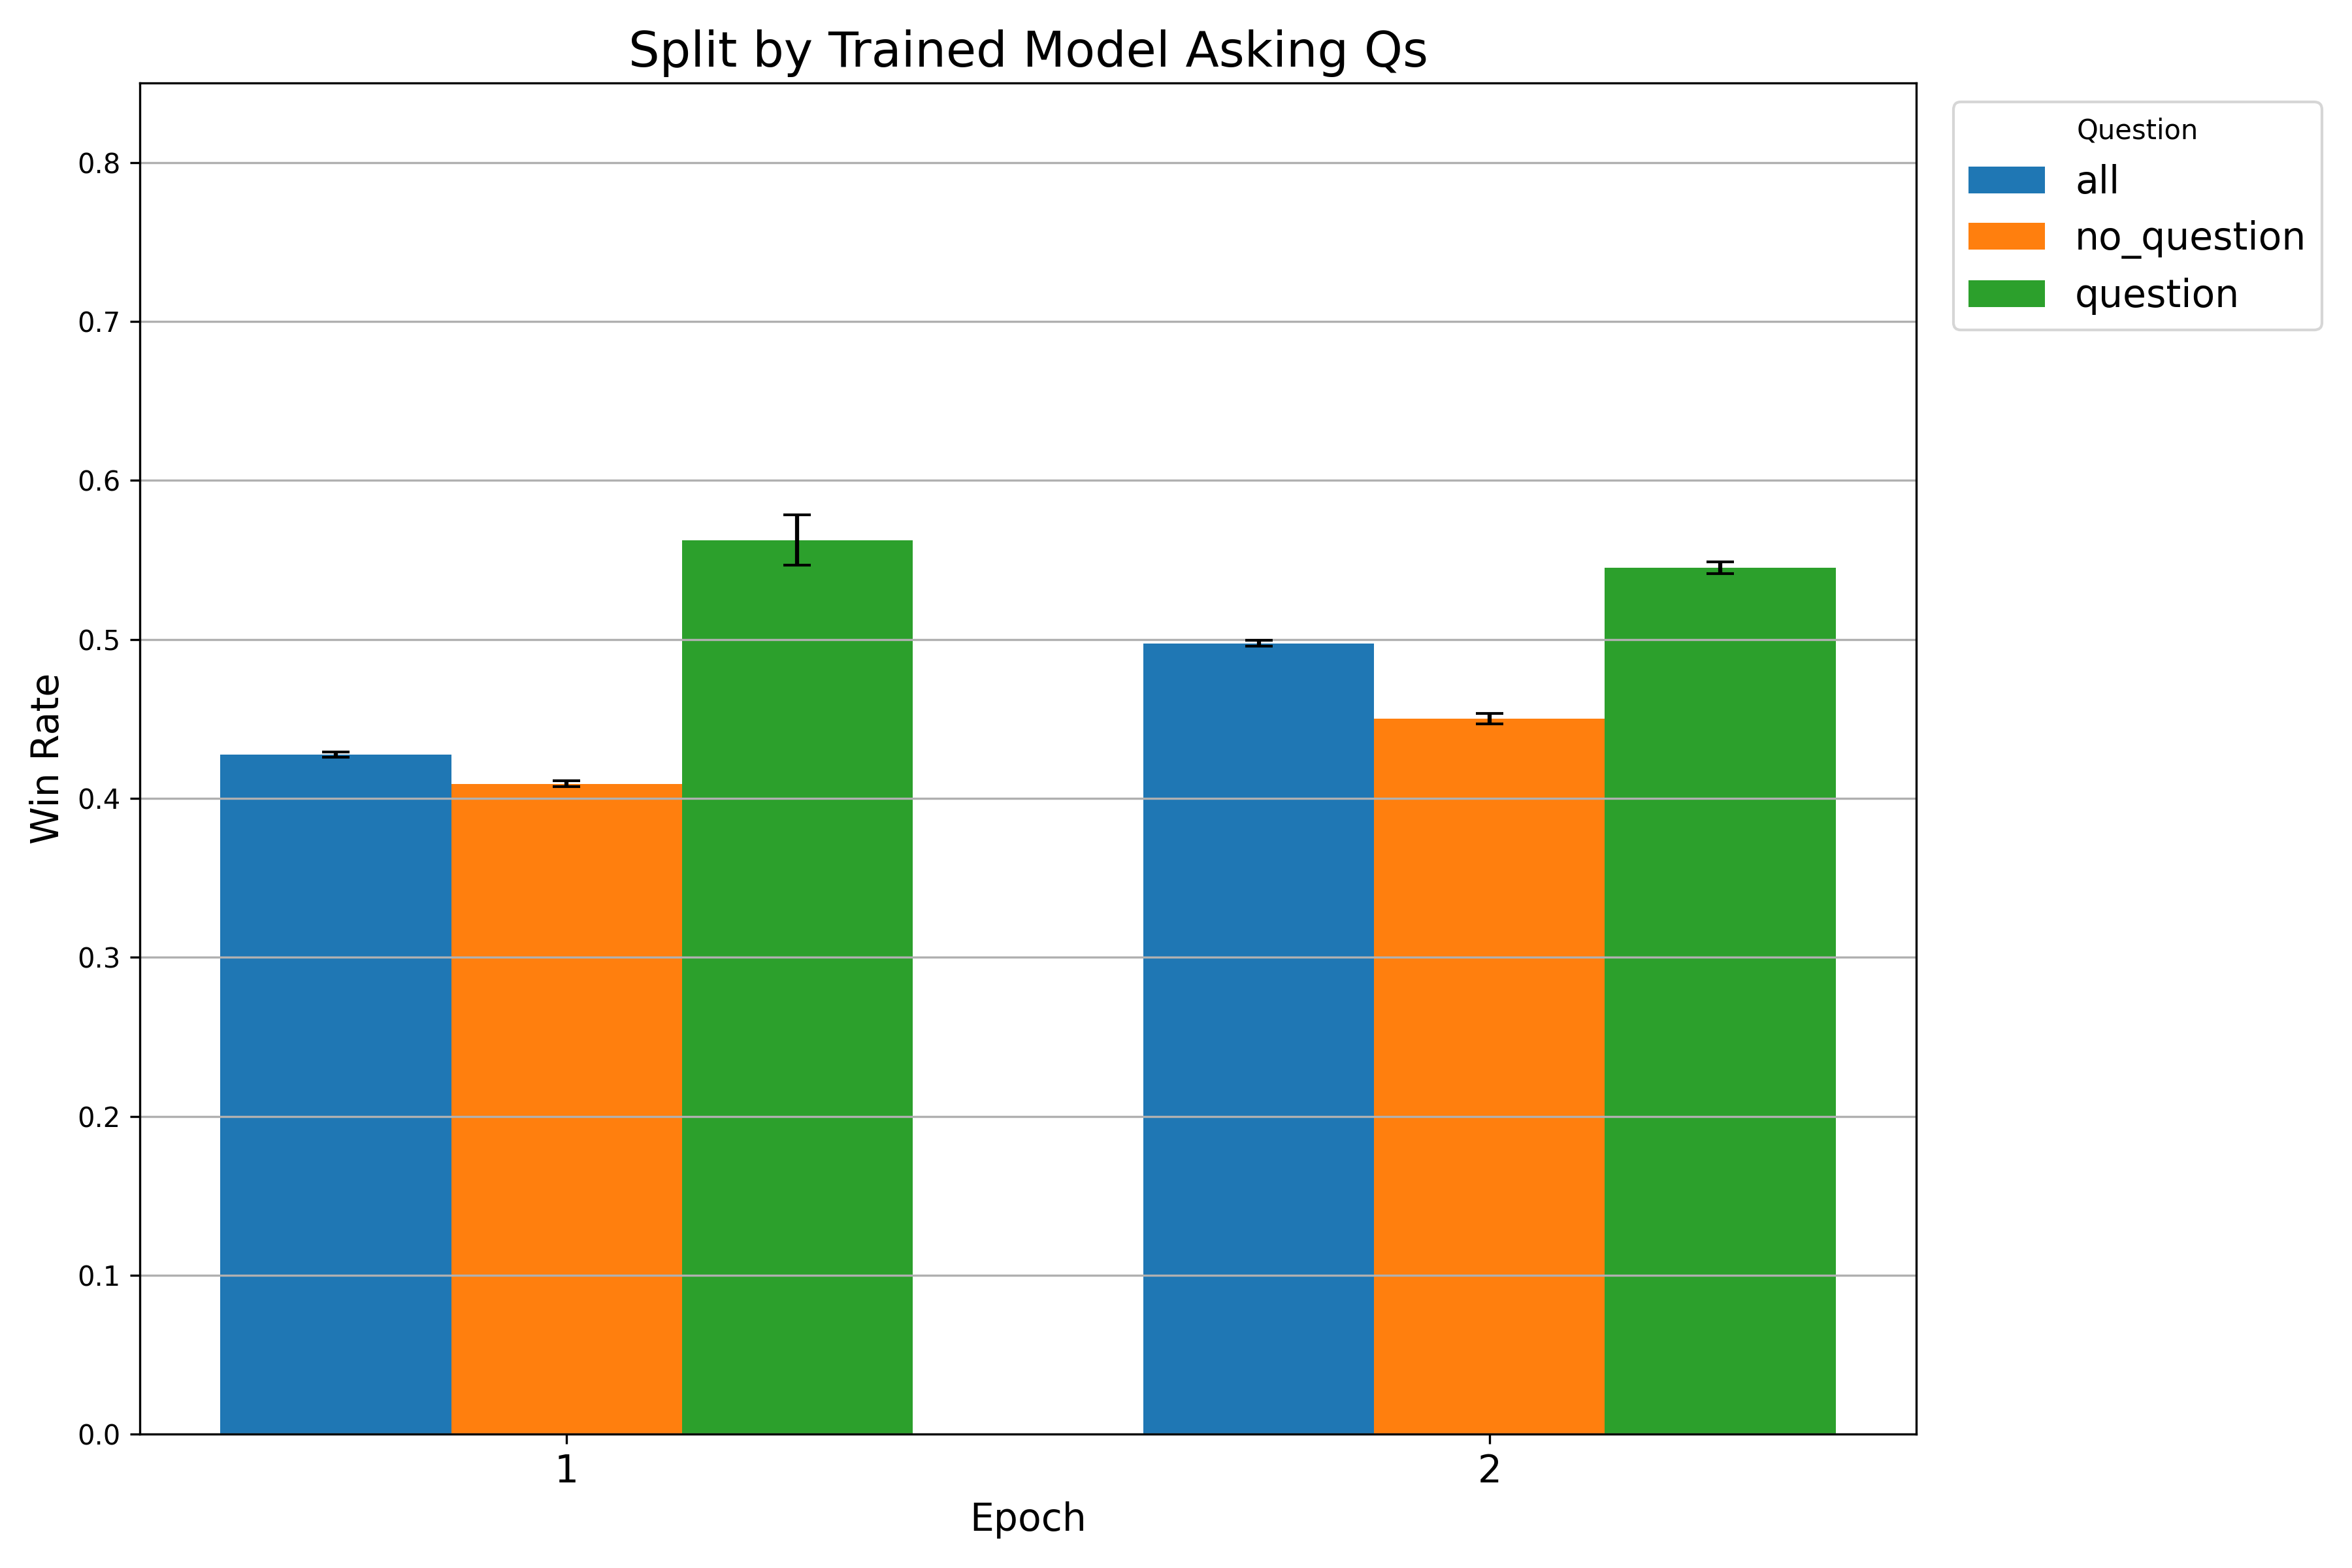 Split by Trained Model Asking Qs
Question
all
no_question
question
0.8
0.7
0.6
0.5
0.4
0.3
0.2
0.1
0.0
Win Rate
1
2
Epoch